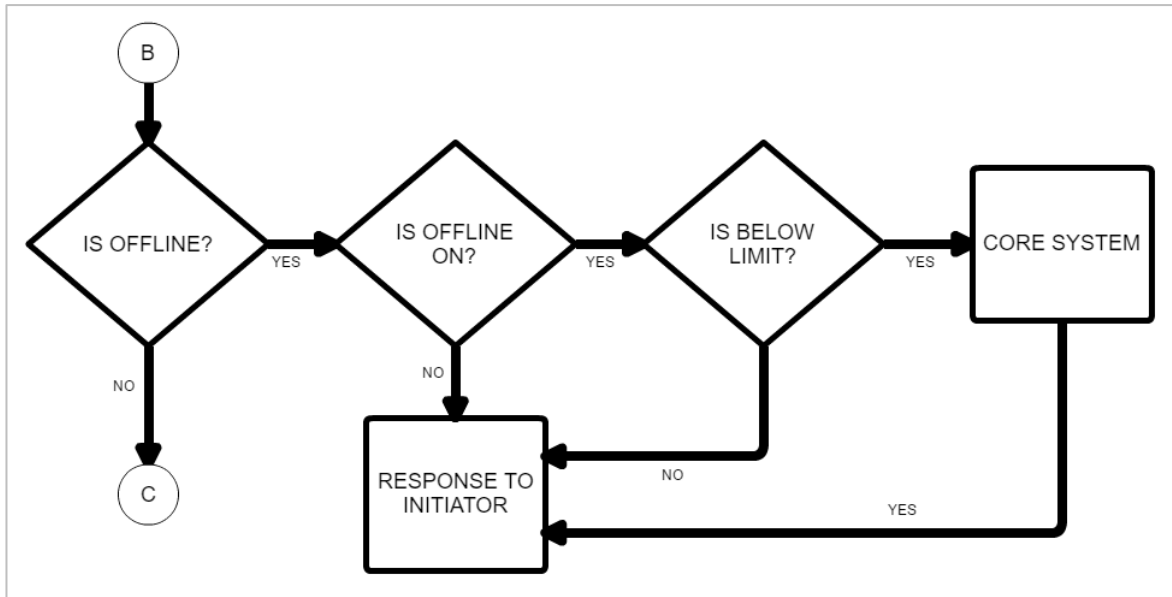 B
IS OFFLINE?
YES
IS OFFLINE
ON?
YES
IS BELOW
LIMIT?
YES
CORE SYSTEM
NO
NO
C
RESPONSE TO
INITIATOR
NO
YES